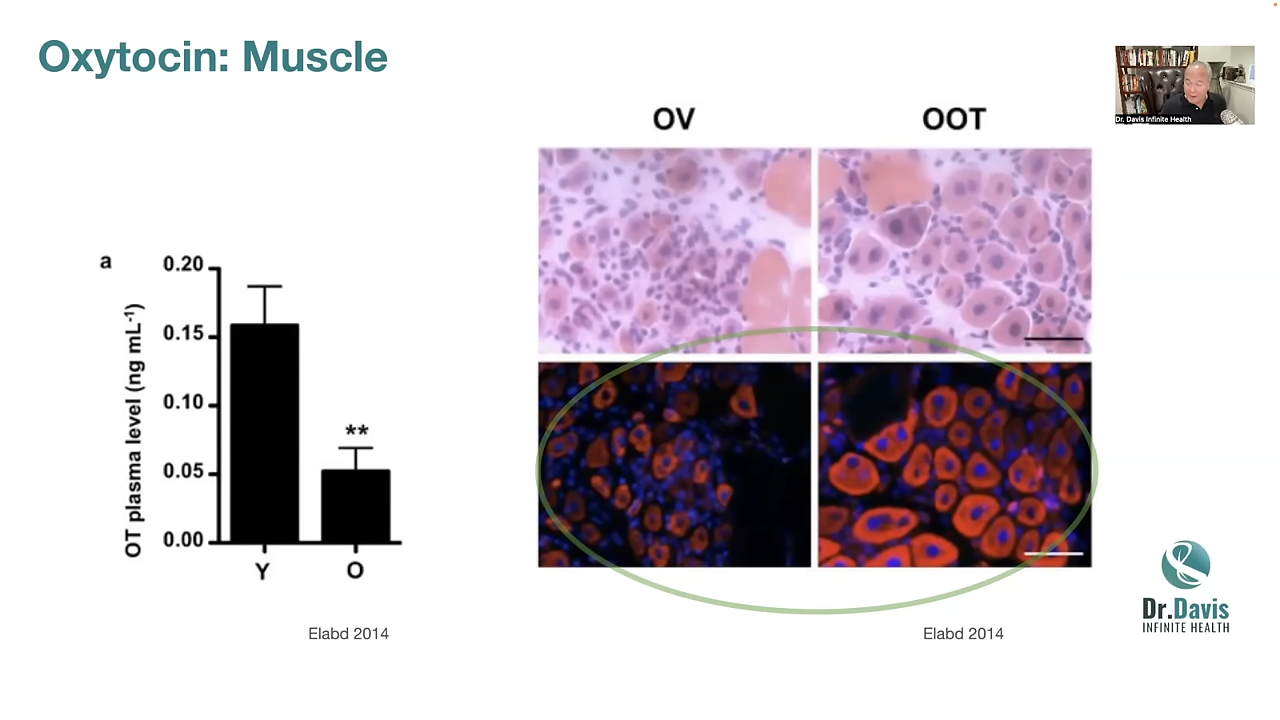 Oxytocin: Muscle
Dr. Davis Infinite Health
OV
OOT
a
OT plasma level (ng mL-1)
0.20
0.15
0.10
0.05
0.00
**
Y
O
Elabd 2014
Elabd 2014
Dr.Davis
INFINITE HEALTH